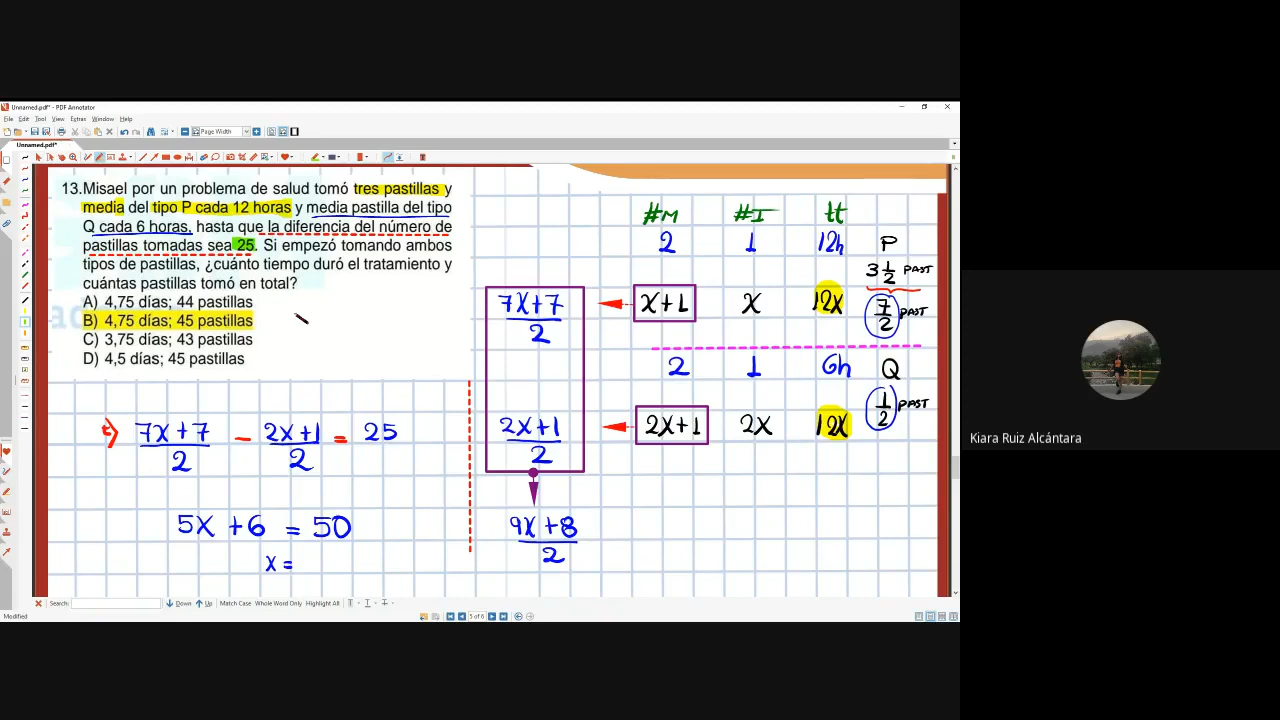 Unnamed.pdf* - PDF Annotator
File Edit Tool View Extras Window Help
Page Width
Unnamed.pdf*
13. Misael por un problema de salud tomó tres pastillas y
media del tipo P cada 12 horas y media pastilla del tipo
Q cada 6 horas, hasta que la diferencia del número de
pastillas tomadas sea 25. Si empezó tomando ambos
tipos de pastillas, ¿cuánto tiempo duró el tratamiento y
cuántas pastillas tomó en total?
A) 4,75 días; 44 pastillas
B) 4,75 días; 45 pastillas
C) 3,75 días; 43 pastillas
D) 4,5 días; 45 pastillas
#M #I tt
2 1 12h P
3 1/2 PAST
(7x+7)/2 x+1 x 12x 7/2 PAST
2 1 6h Q
(2x+1)/2 2x+1 2x 12x 1/2 PAST
(9x+8)/2
(7x+7)/2 - (2x+1)/2 = 25
5x + 6 = 50
x =
Kiara Ruiz Alcántara
Search: Down Up Match Case Whole Word Only Highlight All
Modified 5 of 6